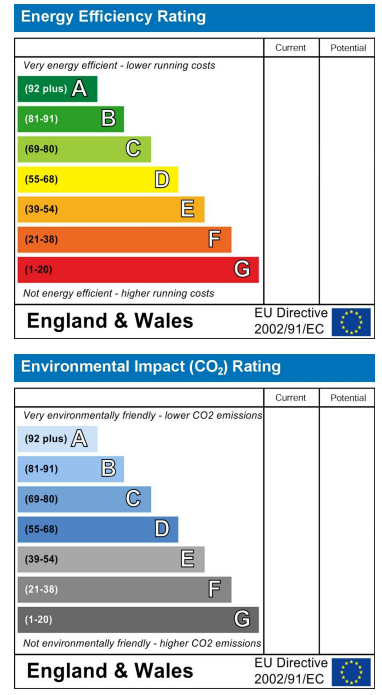 Energy Efficiency Rating
Current Potential
Very energy efficient - lower running costs
(92 plus) A
(81-91) B
(69-80) C
(55-68) D
(39-54) E
(21-38) F
(1-20) G
Not energy efficient - higher running costs
England & Wales
EU Directive
2002/91/EC
Environmental Impact (CO₂) Rating
Current Potential
Very environmentally friendly - lower CO2 emissions
(92 plus) A
(81-91) B
(69-80) C
(55-68) D
(39-54) E
(21-38) F
(1-20) G
Not environmentally friendly - higher CO2 emissions
England & Wales
EU Directive
2002/91/EC